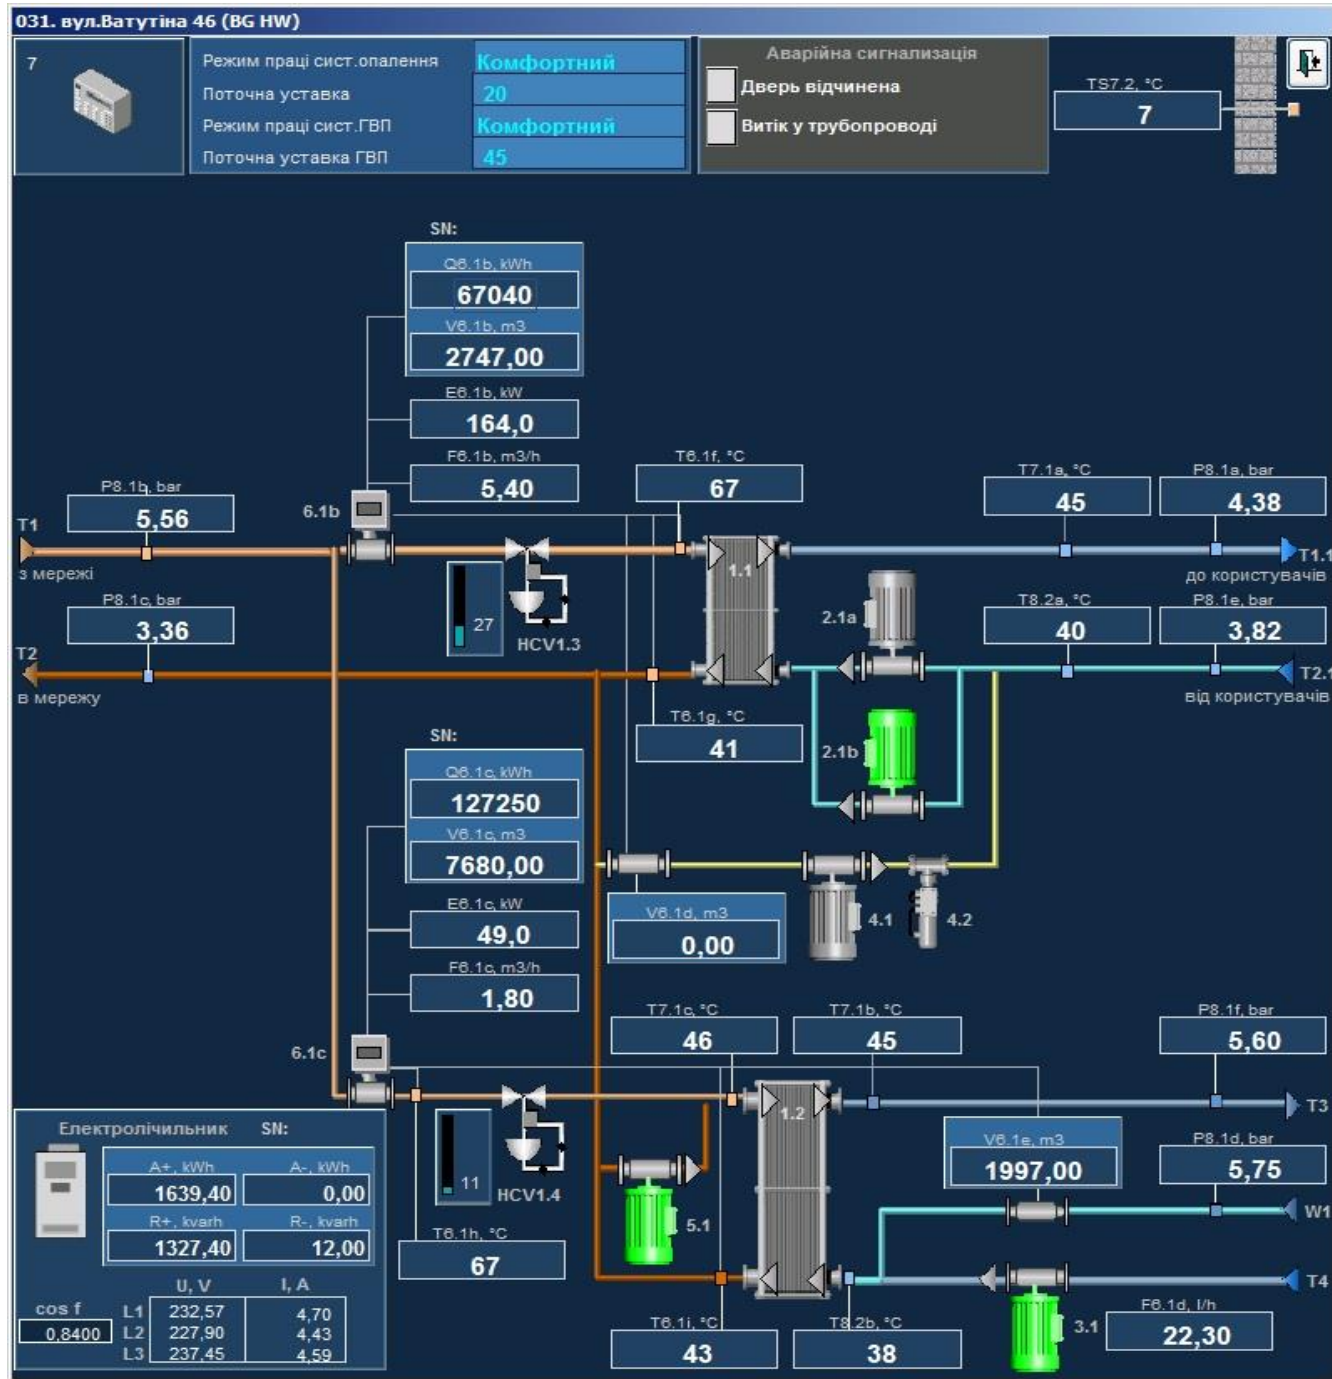 031. вул.Ватутіна 46 (BG HW)
7
Режим праці сист.опалення Комфортний
Поточна уставка 20
Режим праці сист.ГВП Комфортний
Поточна уставка ГВП 45
Аварійна сигнализація
Дверь відчинена
Витік у трубопроводі
TS7.2, °C
7
SN:
Q6.1b, kWh
67040
V6.1b, m3
2747,00
E6.1b, kW
164,0
F6.1b, m3/h
5,40
T6.1f, °C
67
T7.1a, °C
45
P8.1a, bar
4,38
P8.1b, bar
5,56
6.1b
T1
з мережі
1.1
T1.1
до користувачів
P8.1c, bar
3,36
27
HCV1.3
2.1a
T8.2a, °C
40
P8.1e, bar
3,82
T2
в мережу
T2.1
від користувачів
T6.1g, °C
41
2.1b
SN:
Q6.1c, kWh
127250
V6.1c, m3
7680,00
E6.1c, kW
49,0
F6.1c, m3/h
1,80
V6.1d, m3
0,00
4.1
4.2
T7.1c, °C
46
T7.1b, °C
45
P8.1f, bar
5,60
6.1c
1.2
T3
11
HCV1.4
V6.1e, m3
1997,00
P8.1d, bar
5,75
W1
5.1
T6.1h, °C
67
T4
Електролічильник SN:
A+, kWh A-, kWh
1639,40 0,00
R+, kvarh R-, kvarh
1327,40 12,00
U, V I, A
cos f
0,8400
L1 232,57 4,70
L2 227,90 4,43
L3 237,45 4,59
T6.1i, °C
43
T8.2b, °C
38
3.1
F6.1d, l/h
22,30